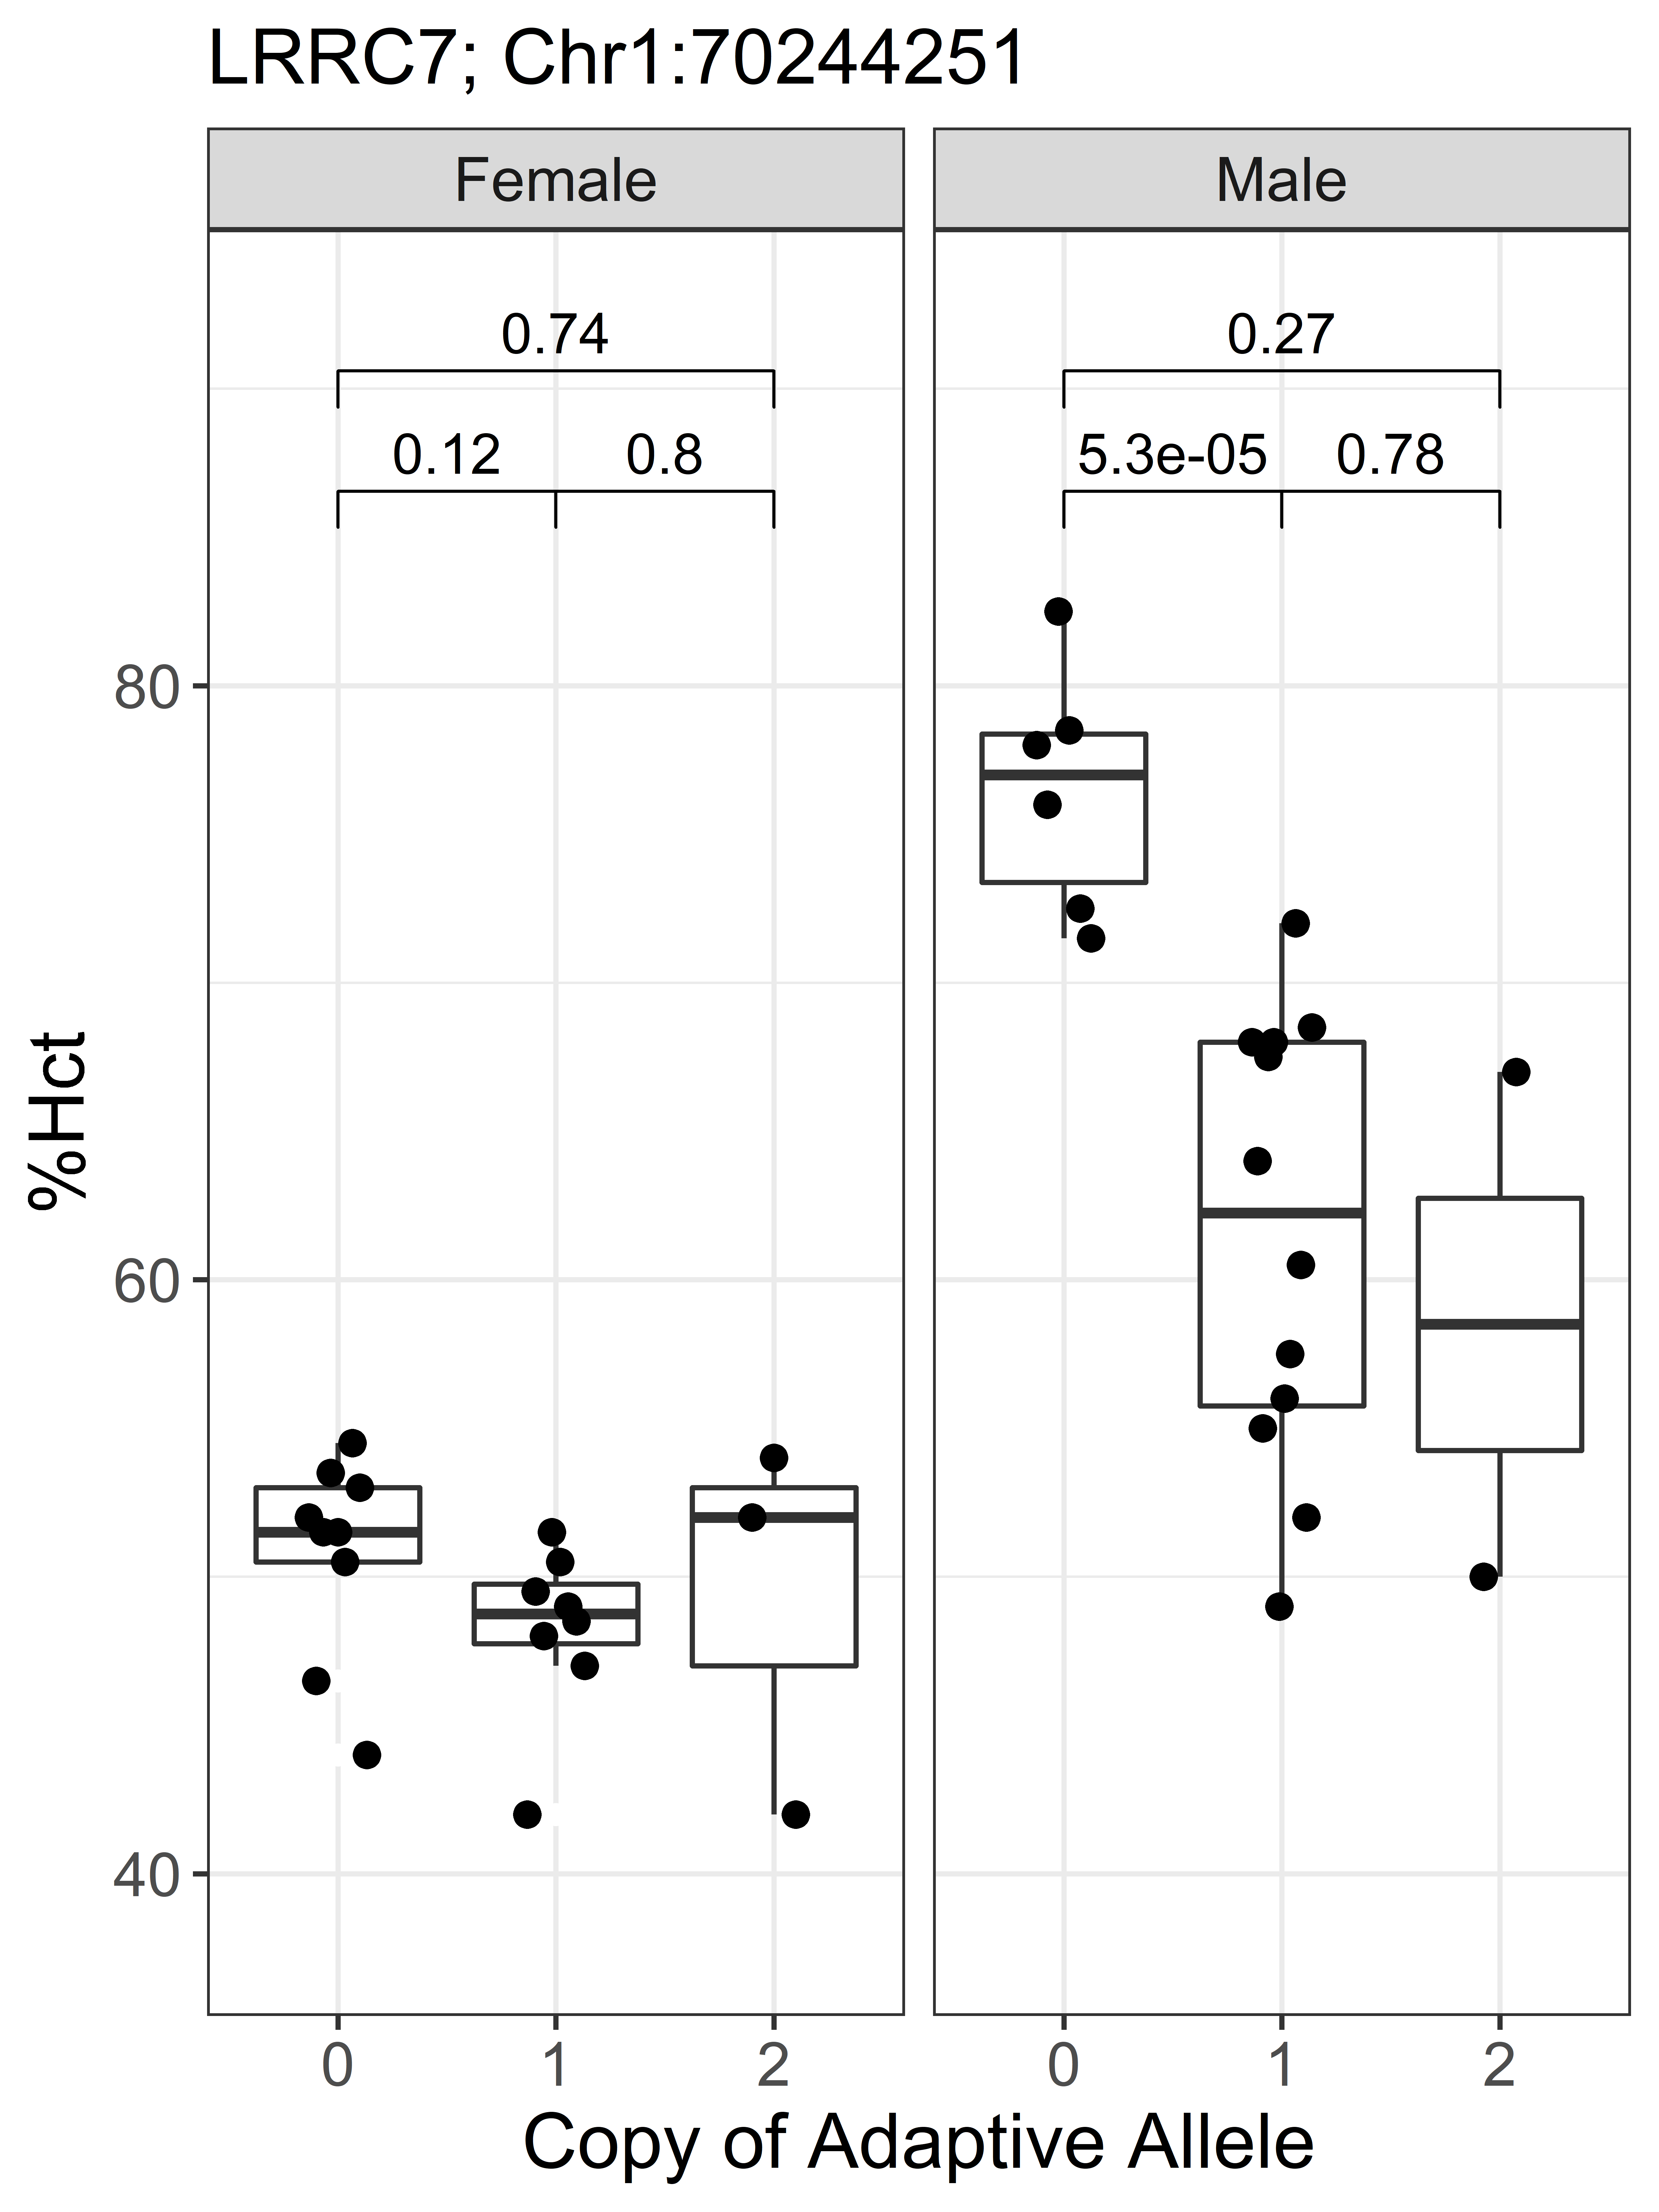 LRRC7; Chr1:70244251
Female
Male
0.74
0.27
0.12
0.8
5.3e-05
0.78
80
60
40
%Hct
0
1
2
0
1
2
Copy of Adaptive Allele